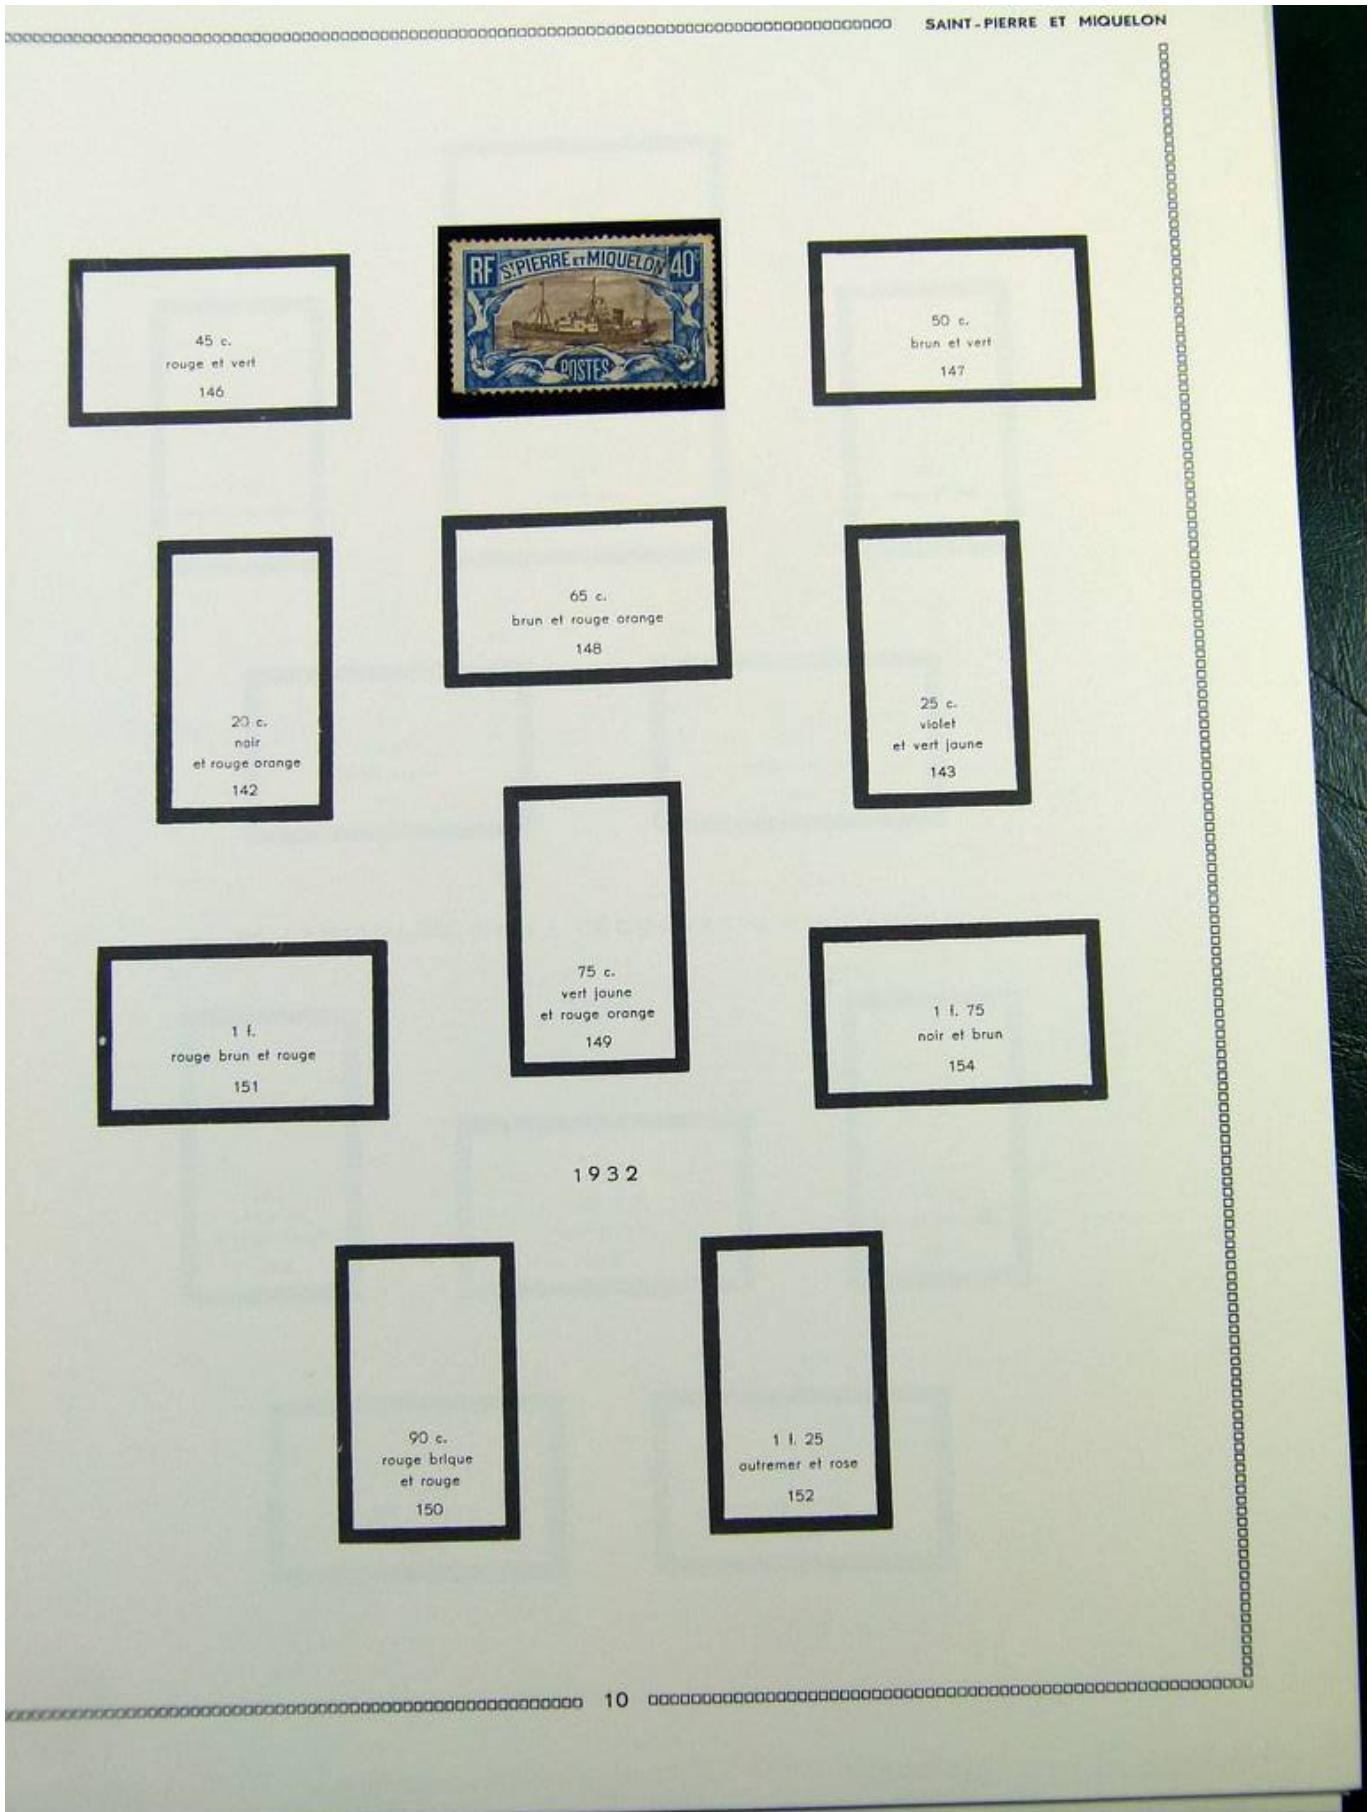 SAINT-PIERRE ET MIQUELON
RF ST PIERRE ET MIQUELON 40c
POSTES
45 c.
rouge et vert
146
50 c.
brun et vert
147
65 c.
brun et rouge orange
148
20 c.
noir
et rouge orange
142
25 c.
violet
et vert jaune
143
75 c.
vert jaune
et rouge orange
149
1 f.
rouge brun et rouge
151
1 f. 75
noir et brun
154
1932
90 c.
rouge brique
et rouge
150
1 f. 25
outremer et rose
152
10